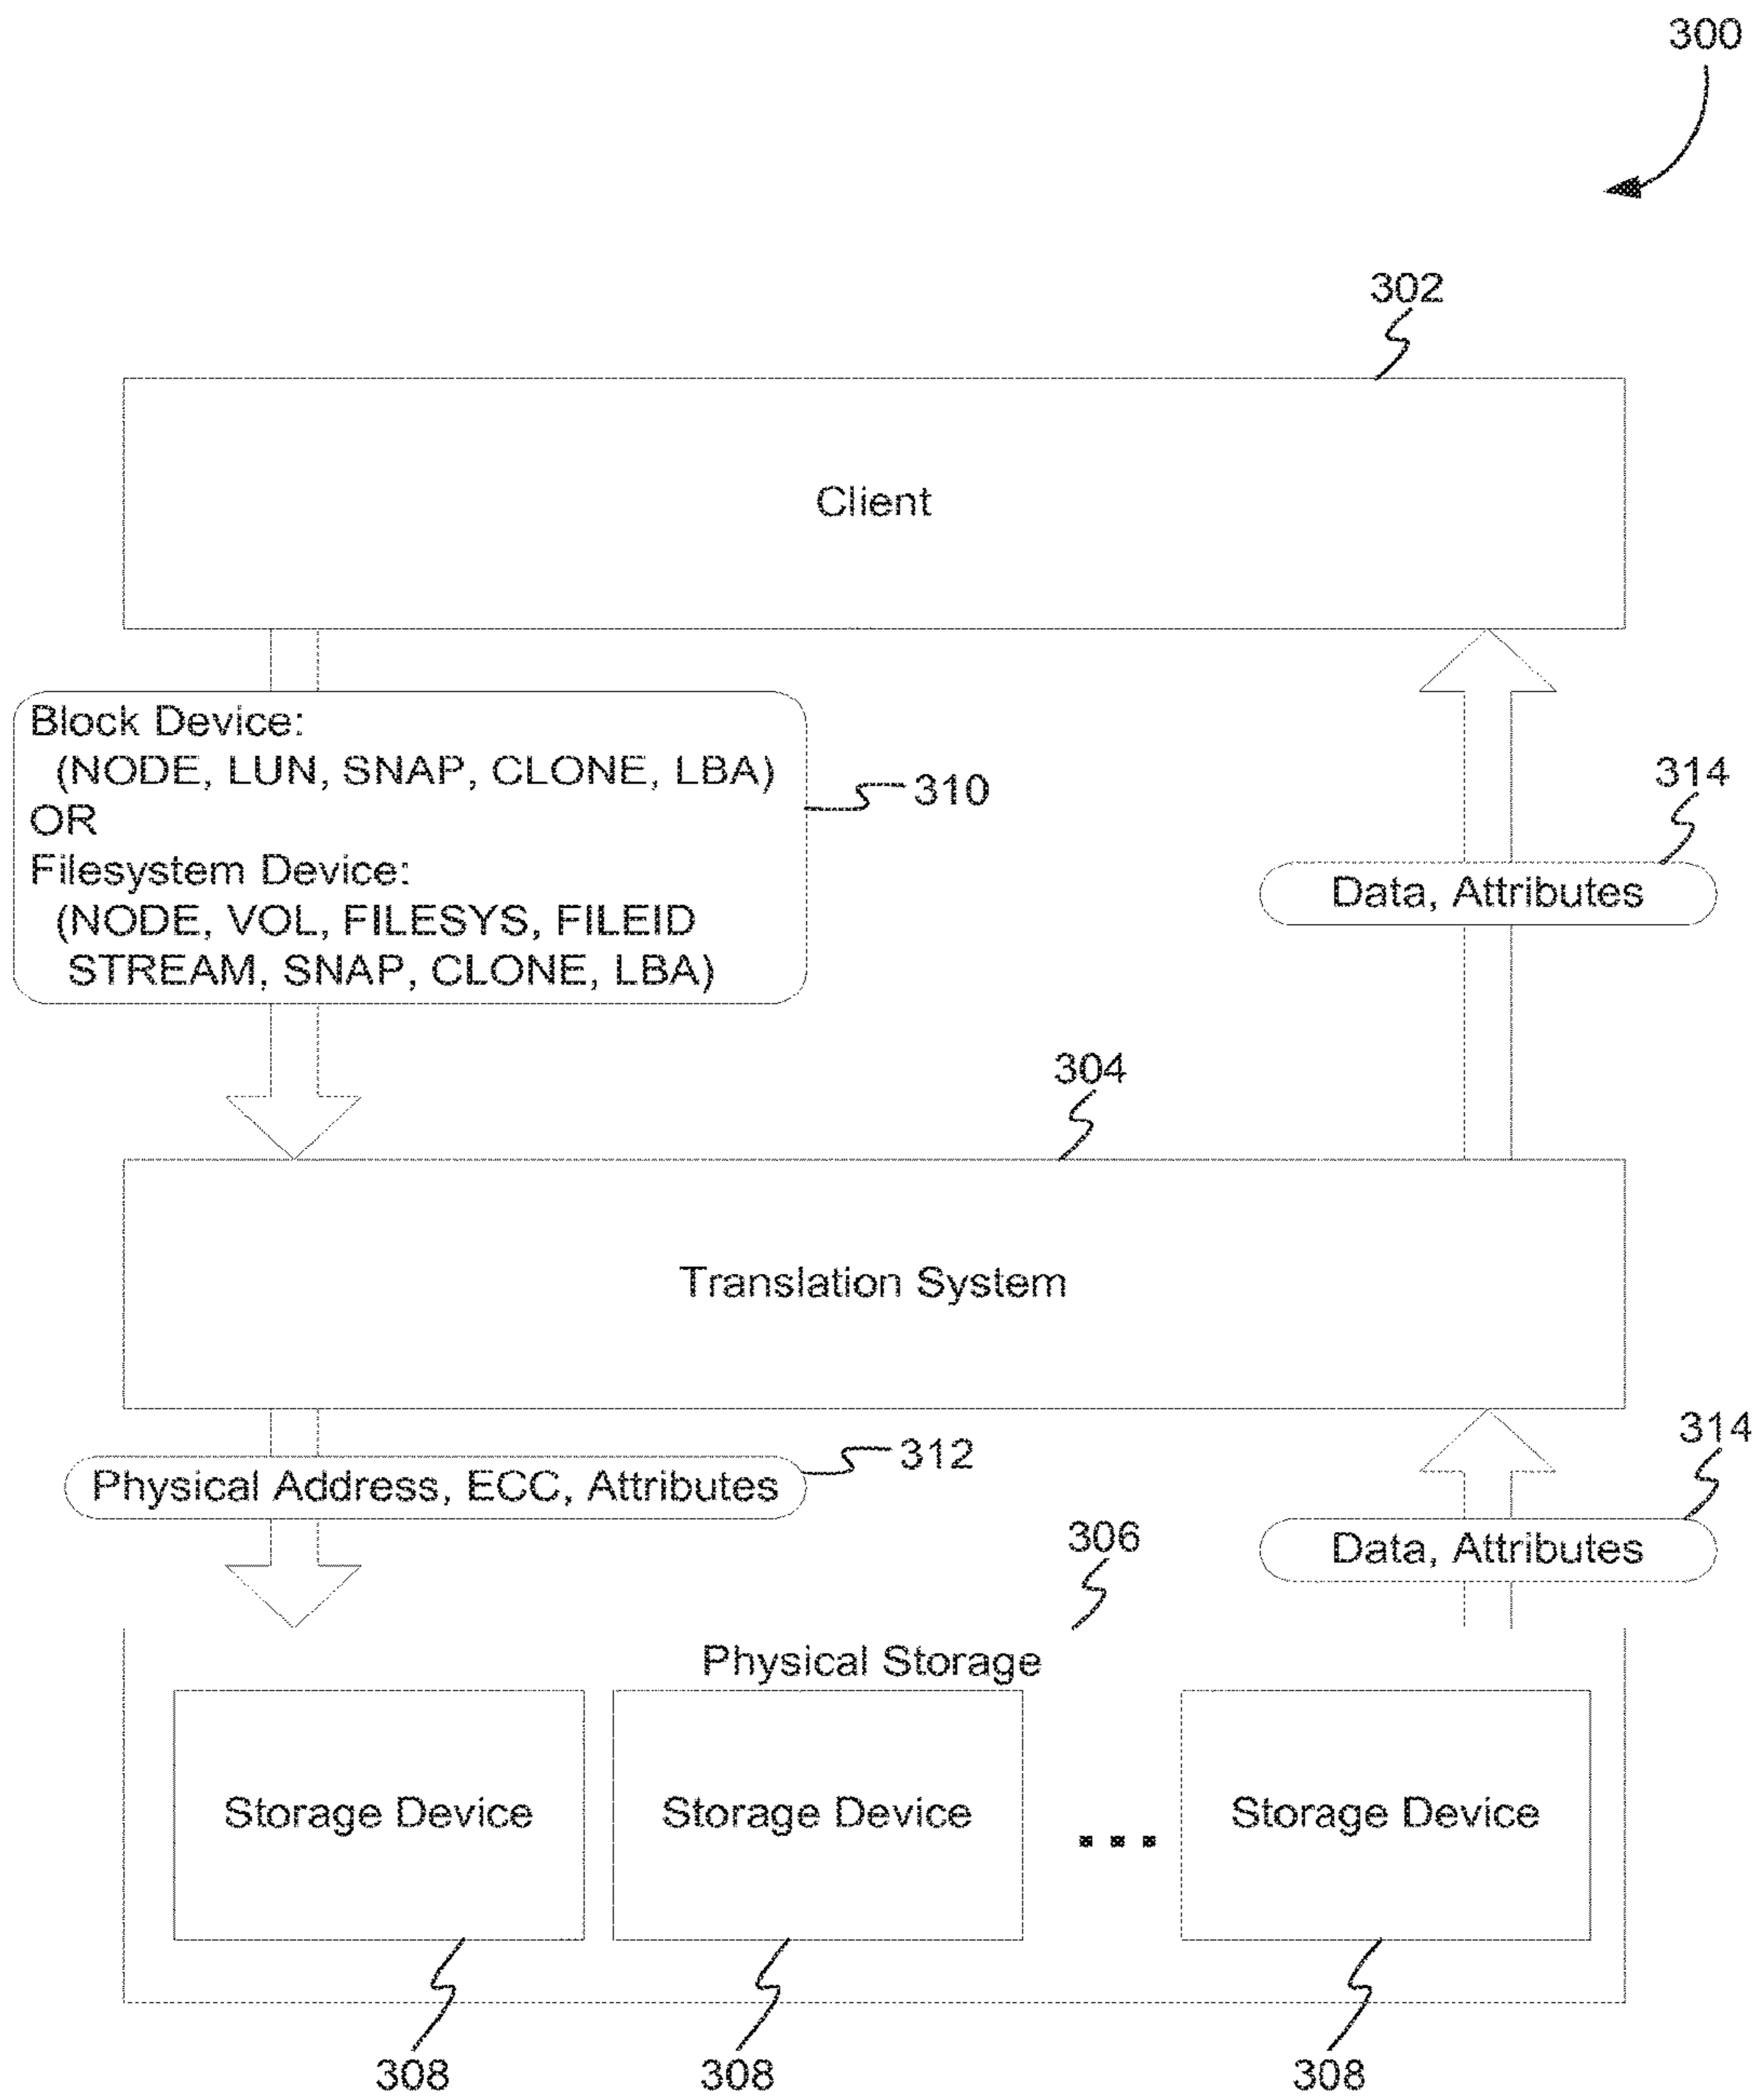 300
302
Client
Block Device:
(NODE, LUN, SNAP, CLONE, LBA)
OR
Filesystem Device:
(NODE, VOL, FILESYS, FILEID
STREAM, SNAP, CLONE, LBA)
310
314
Data, Attributes
304
Translation System
Physical Address, ECC, Attributes
312
314
Data, Attributes
306
Physical Storage
Storage Device
Storage Device
...
Storage Device
308
308
308